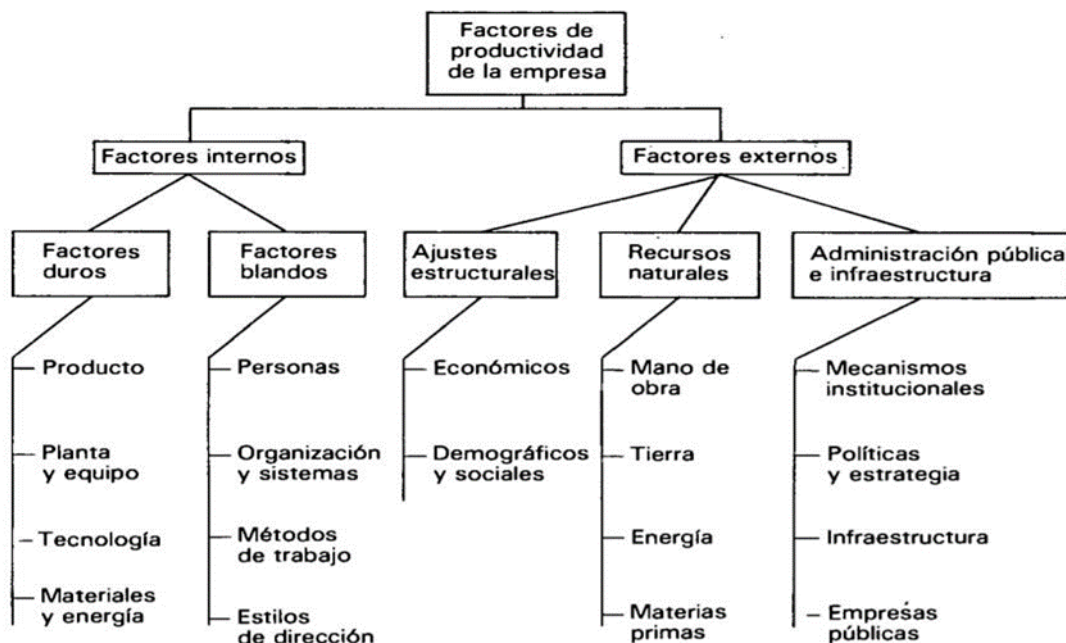 Factores de
productividad
de la empresa
Factores internos
Factores externos
Factores
duros
Factores
blandos
Ajustes
estructurales
Recursos
naturales
Administración pública
e infraestructura
Producto
Planta
y equipo
Tecnología
Materiales
y energía
Personas
Organización
y sistemas
Métodos
de trabajo
Estilos
de dirección
Económicos
Demográficos
y sociales
Mano de
obra
Tierra
Energía
Materias
primas
Mecanismos
institucionales
Políticas
y estrategia
Infraestructura
Empresas
públicas